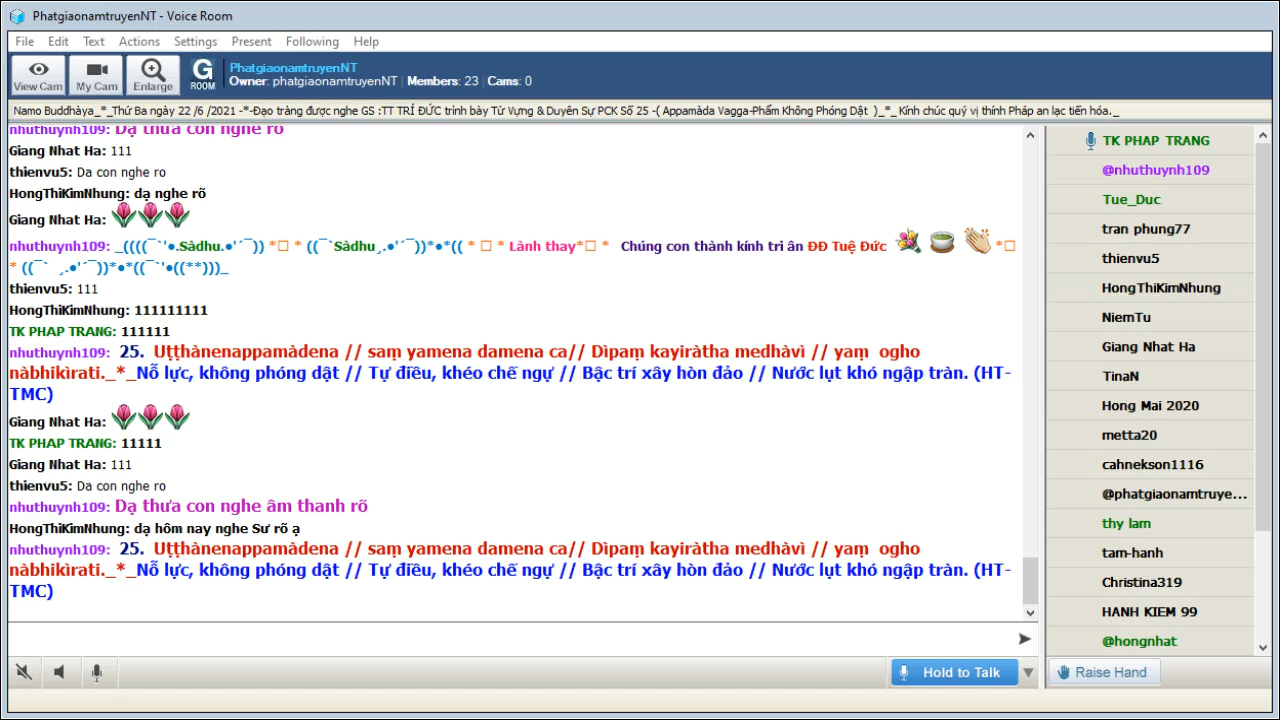 PhatgiaonamtruyenNT - Voice Room
File Edit Text Actions Settings Present Following Help
View Cam My Cam Enlarge G ROOM
PhatgiaonamtruyenNT
Owner: phatgiaonamtruyenNT | Members: 23 | Cams: 0
Namo Buddhàya_*_Thứ Ba ngày 22 /6 /2021 -*-Đạo tràng được nghe GS :TT TRÍ ĐỨC trình bày Từ Vựng & Duyên Sự PCK Số 25 -( Appamàda Vagga-Phẩm Không Phóng Dật )_*_Kính chúc quý vị thính Pháp an lạc tiến hóa._
nhuthuynh109: Dạ thưa con nghe rõ
Giang Nhat Ha: 111
thienvu5: Da con nghe ro
HongThiKimNhung: dạ nghe rõ
Giang Nhat Ha:
nhuthuynh109: _((((¯`'•.Sàdhu.•'´¯)) *□ * ((¯`Sàdhu¸.•'´¯))*•*(( * □ * Lành thay*□ * Chúng con thành kính tri ân ĐĐ Tuệ Đức *□
* ((¯` ¸.•'´¯))*•*((¯`'•((**)))_
thienvu5: 111
HongThiKimNhung: 111111111
TK PHAP TRANG: 111111
nhuthuynh109: 25. Uṭṭhànenappamàdena // saṃ yamena damena ca// Dìpaṃ kayiràtha medhàvì // yaṃ ogho
nàbhikìrati._*_Nỗ lực, không phóng dật // Tự điều, khéo chế ngự // Bậc trí xây hòn đảo // Nước lụt khó ngập tràn. (HT-
TMC)
Giang Nhat Ha:
TK PHAP TRANG: 11111
Giang Nhat Ha: 111
thienvu5: Da con nghe ro
nhuthuynh109: Dạ thưa con nghe âm thanh rõ
HongThiKimNhung: dạ hôm nay nghe Sư rõ ạ
nhuthuynh109: 25. Uṭṭhànenappamàdena // saṃ yamena damena ca// Dìpaṃ kayiràtha medhàvì // yaṃ ogho
nàbhikìrati._*_Nỗ lực, không phóng dật // Tự điều, khéo chế ngự // Bậc trí xây hòn đảo // Nước lụt khó ngập tràn. (HT-
TMC)
TK PHAP TRANG
@nhuthuynh109
Tue_Duc
tran phung77
thienvu5
HongThiKimNhung
NiemTu
Giang Nhat Ha
TinaN
Hong Mai 2020
metta20
cahnekson1116
@phatgiaonamtruye...
thy lam
tam-hanh
Christina319
HANH KIEM 99
@hongnhat
Hold to Talk
Raise Hand